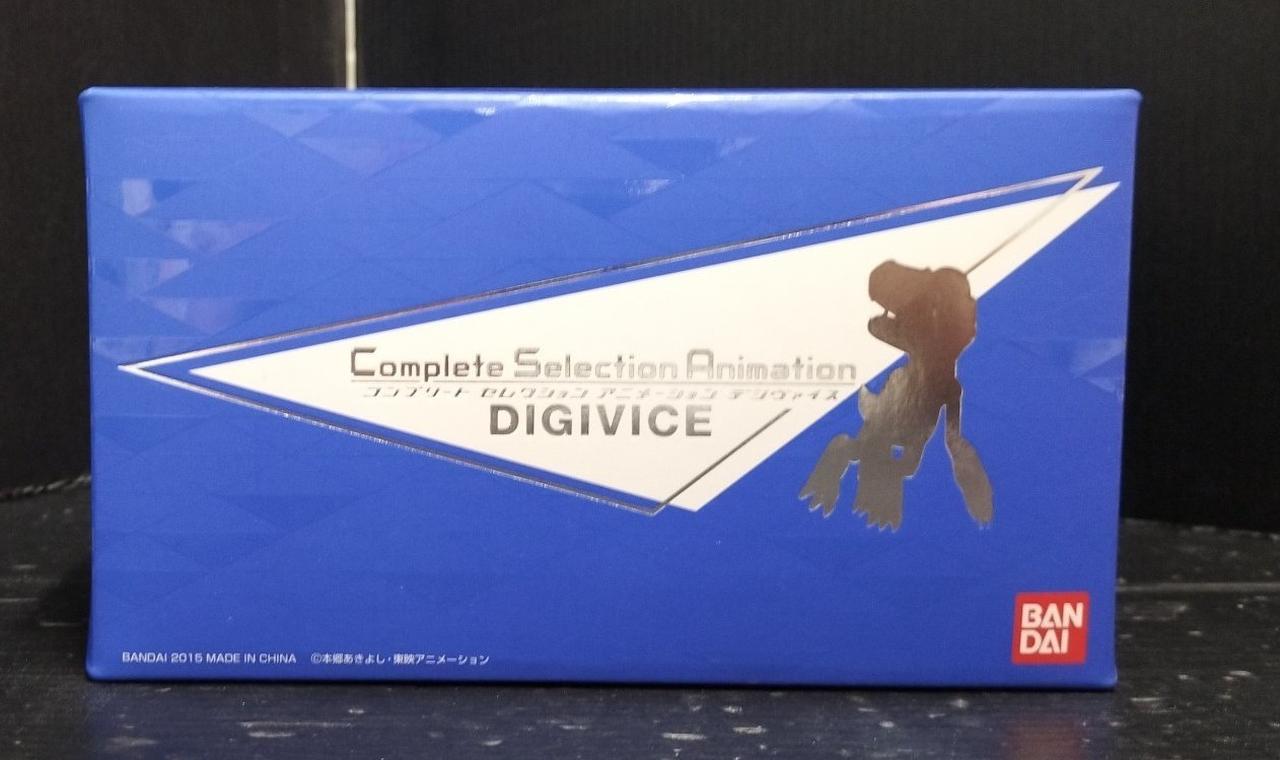 Complete Selection Animation
コンプリート セレクション アニメーション デジヴァイス
DIGIVICE
BAN
DAI
BANDAI 2015 MADE IN CHINA ©本郷あきよし・東映アニメーション